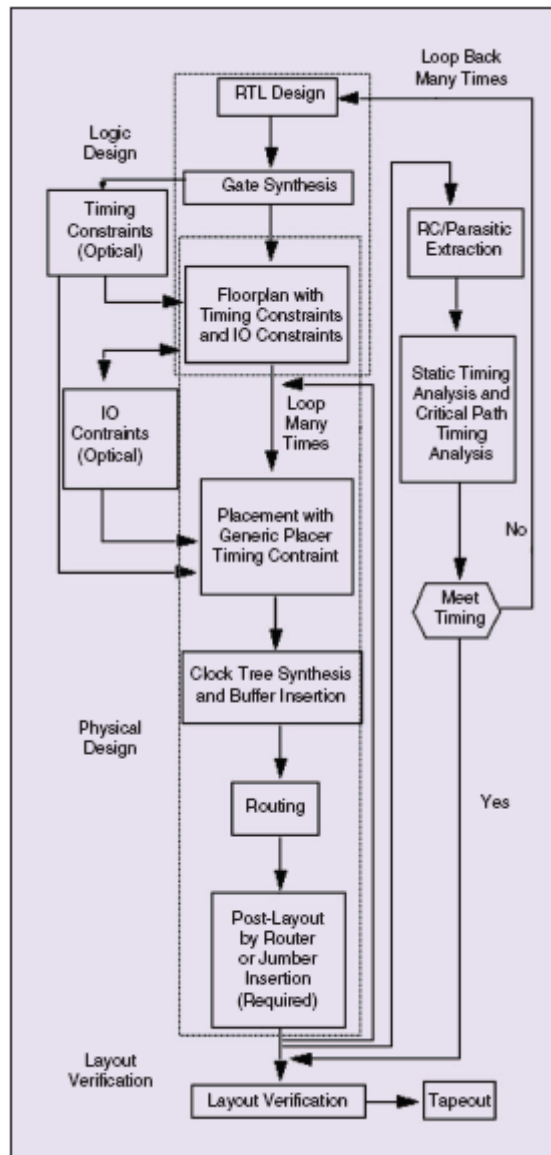 Loop Back
Many Times
RTL Design
Logic
Design
Gate Synthesis
Timing
Constraints
(Optical)
RC/Parasitic
Extraction
Floorplan with
Timing Constraints
and IO Constraints
Static Timing
Analysis and
Critical Path
Timing
Analysis
IO
Contraints
(Optical)
Loop
Many
Times
Placement with
Generic Placer
Timing Contraint
No
Meet
Timing
Clock Tree Synthesis
and Buffer Insertion
Physical
Design
Routing
Yes
Post-Layout
by Router
or Jumber
Insertion
(Required)
Layout
Verification
Layout Verification
Tapeout